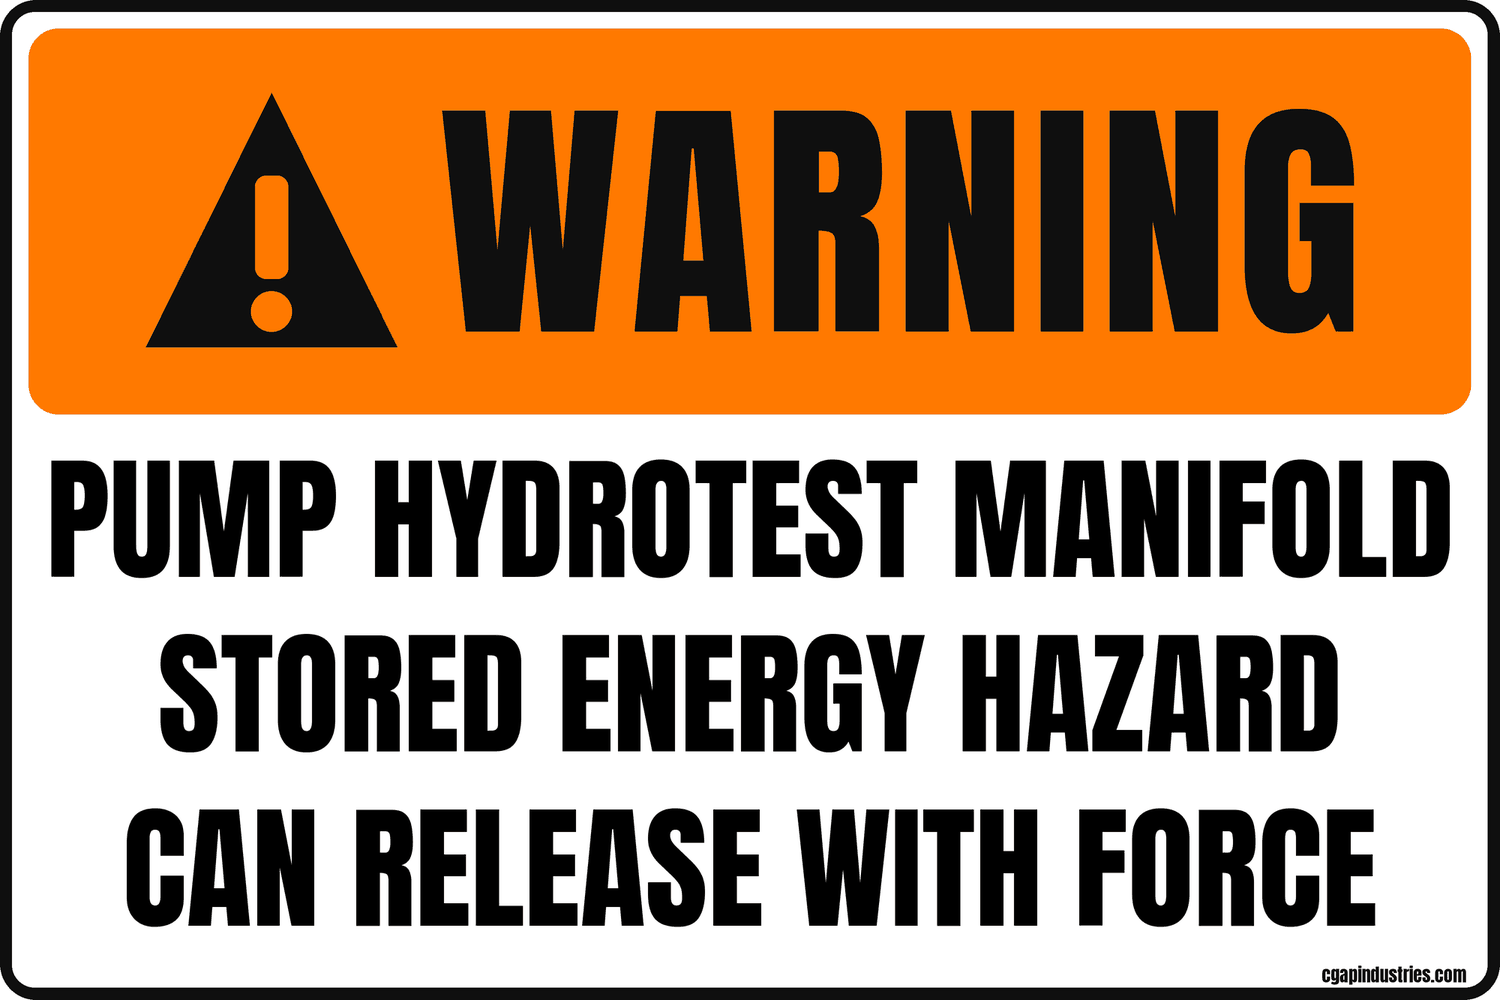 WARNING
PUMP HYDROTEST MANIFOLD
STORED ENERGY HAZARD
CAN RELEASE WITH FORCE
cgapindustries.com